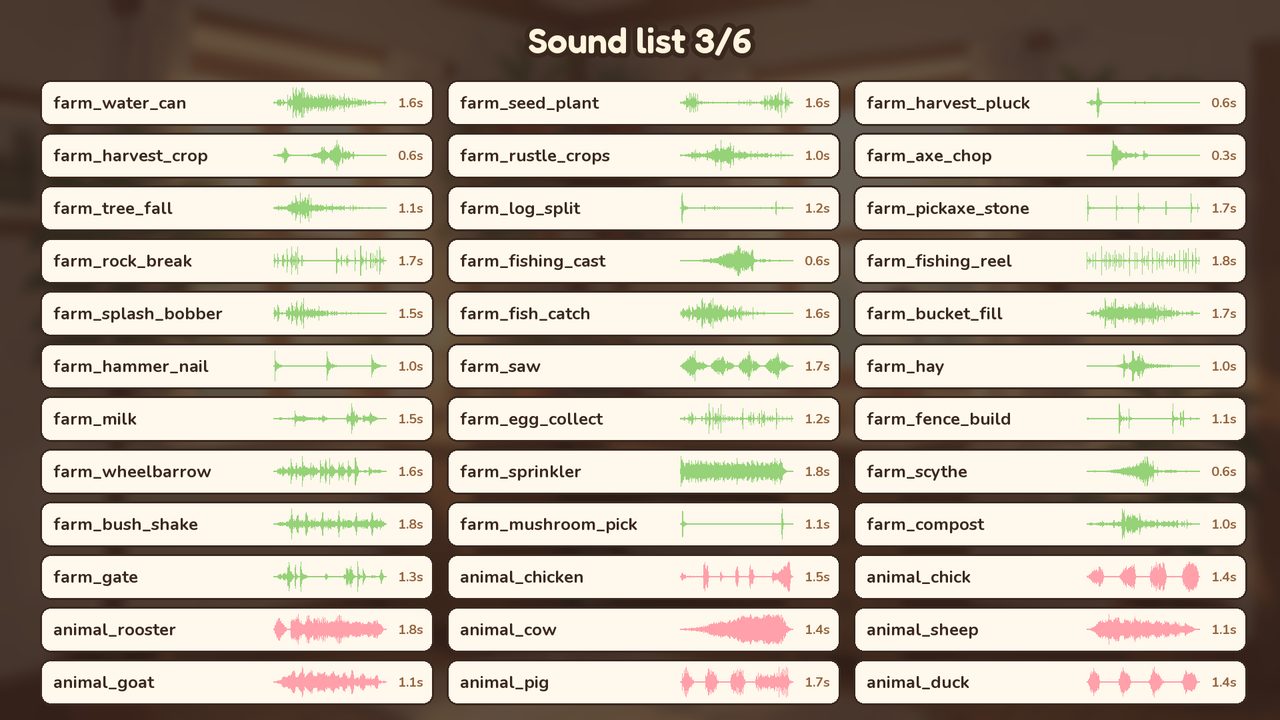 Sound list 3/6
farm_water_can 1.6s
farm_seed_plant 1.6s
farm_harvest_pluck 0.6s
farm_harvest_crop 0.6s
farm_rustle_crops 1.0s
farm_axe_chop 0.3s
farm_tree_fall 1.1s
farm_log_split 1.2s
farm_pickaxe_stone 1.7s
farm_rock_break 1.7s
farm_fishing_cast 0.6s
farm_fishing_reel 1.8s
farm_splash_bobber 1.5s
farm_fish_catch 1.6s
farm_bucket_fill 1.7s
farm_hammer_nail 1.0s
farm_saw 1.7s
farm_hay 1.0s
farm_milk 1.5s
farm_egg_collect 1.2s
farm_fence_build 1.1s
farm_wheelbarrow 1.6s
farm_sprinkler 1.8s
farm_scythe 0.6s
farm_bush_shake 1.8s
farm_mushroom_pick 1.1s
farm_compost 1.0s
farm_gate 1.3s
animal_chicken 1.5s
animal_chick 1.4s
animal_rooster 1.8s
animal_cow 1.4s
animal_sheep 1.1s
animal_goat 1.1s
animal_pig 1.7s
animal_duck 1.4s